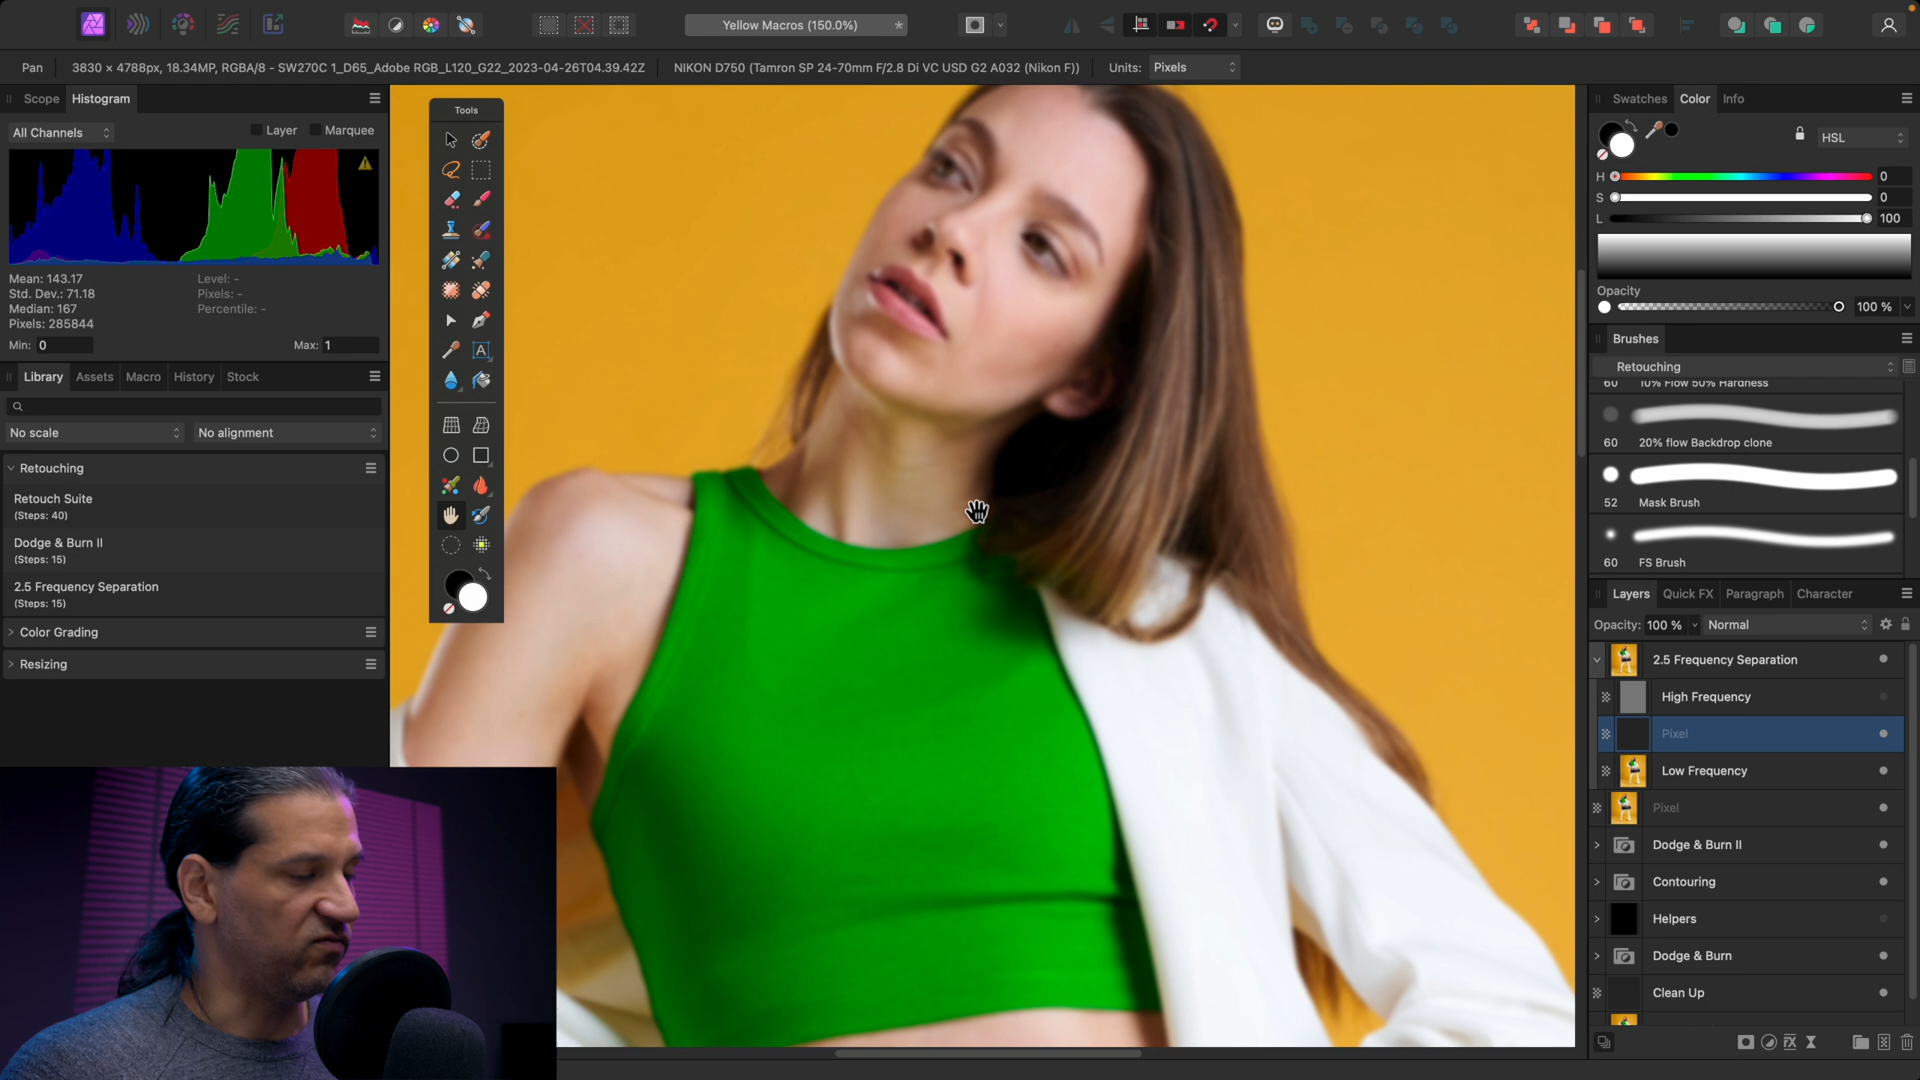 Yellow Macros (150.0%)
*
Pan
3830 × 4788px, 18.34MP, RGBA/8 - SW270C 1_D65_Adobe RGB_L120_G22_2023-04-26T04.39.42Z
NIKON D750 (Tamron SP 24-70mm F/2.8 Di VC USD G2 A032 (Nikon F))
Units: Pixels
Scope Histogram
All Channels
Layer Marquee
Mean: 143.17
Std. Dev.: 71.18
Median: 167
Pixels: 285844
Level: -
Pixels: -
Percentile: -
Min: 0
Max: 1
Library Assets Macro History Stock
No scale
No alignment
Retouching
Retouch Suite
(Steps: 40)
Dodge & Burn II
(Steps: 15)
2.5 Frequency Separation
(Steps: 15)
Color Grading
Resizing
Tools
A
Swatches Color Info
HSL
H 0
S 0
L 100
Opacity
100 %
Brushes
Retouching
60 10% Flow 50% Hardness
60 20% flow Backdrop clone
52 Mask Brush
60 FS Brush
Layers Quick FX Paragraph Character
Opacity: 100 % Normal
2.5 Frequency Separation
High Frequency
Pixel
Low Frequency
Pixel
Dodge & Burn II
Contouring
Helpers
Dodge & Burn
Clean Up